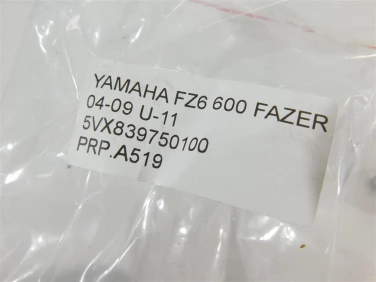 YAMAHA FZ6 600 FAZER
04-09 U-11
5VX839750100
PRP.A519